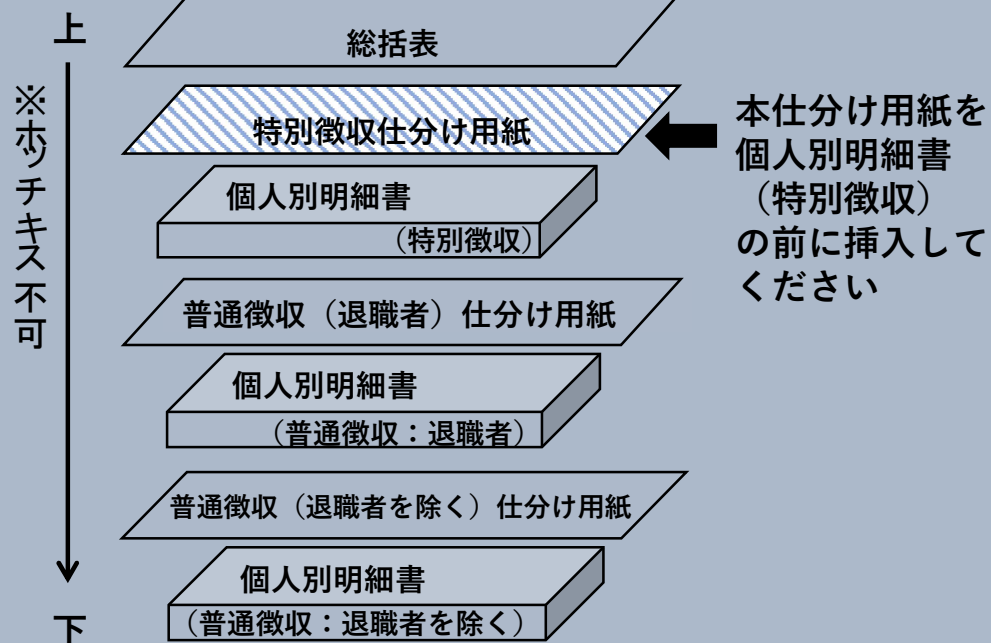 上
※ホッチキス不可
下
総括表
特別徴収仕分け用紙
個人別明細書
（特別徴収）
普通徴収（退職者）仕分け用紙
個人別明細書
（普通徴収：退職者）
普通徴収（退職者を除く）仕分け用紙
個人別明細書
（普通徴収：退職者を除く）
本仕分け用紙を
個人別明細書
（特別徴収）
の前に挿入して
ください